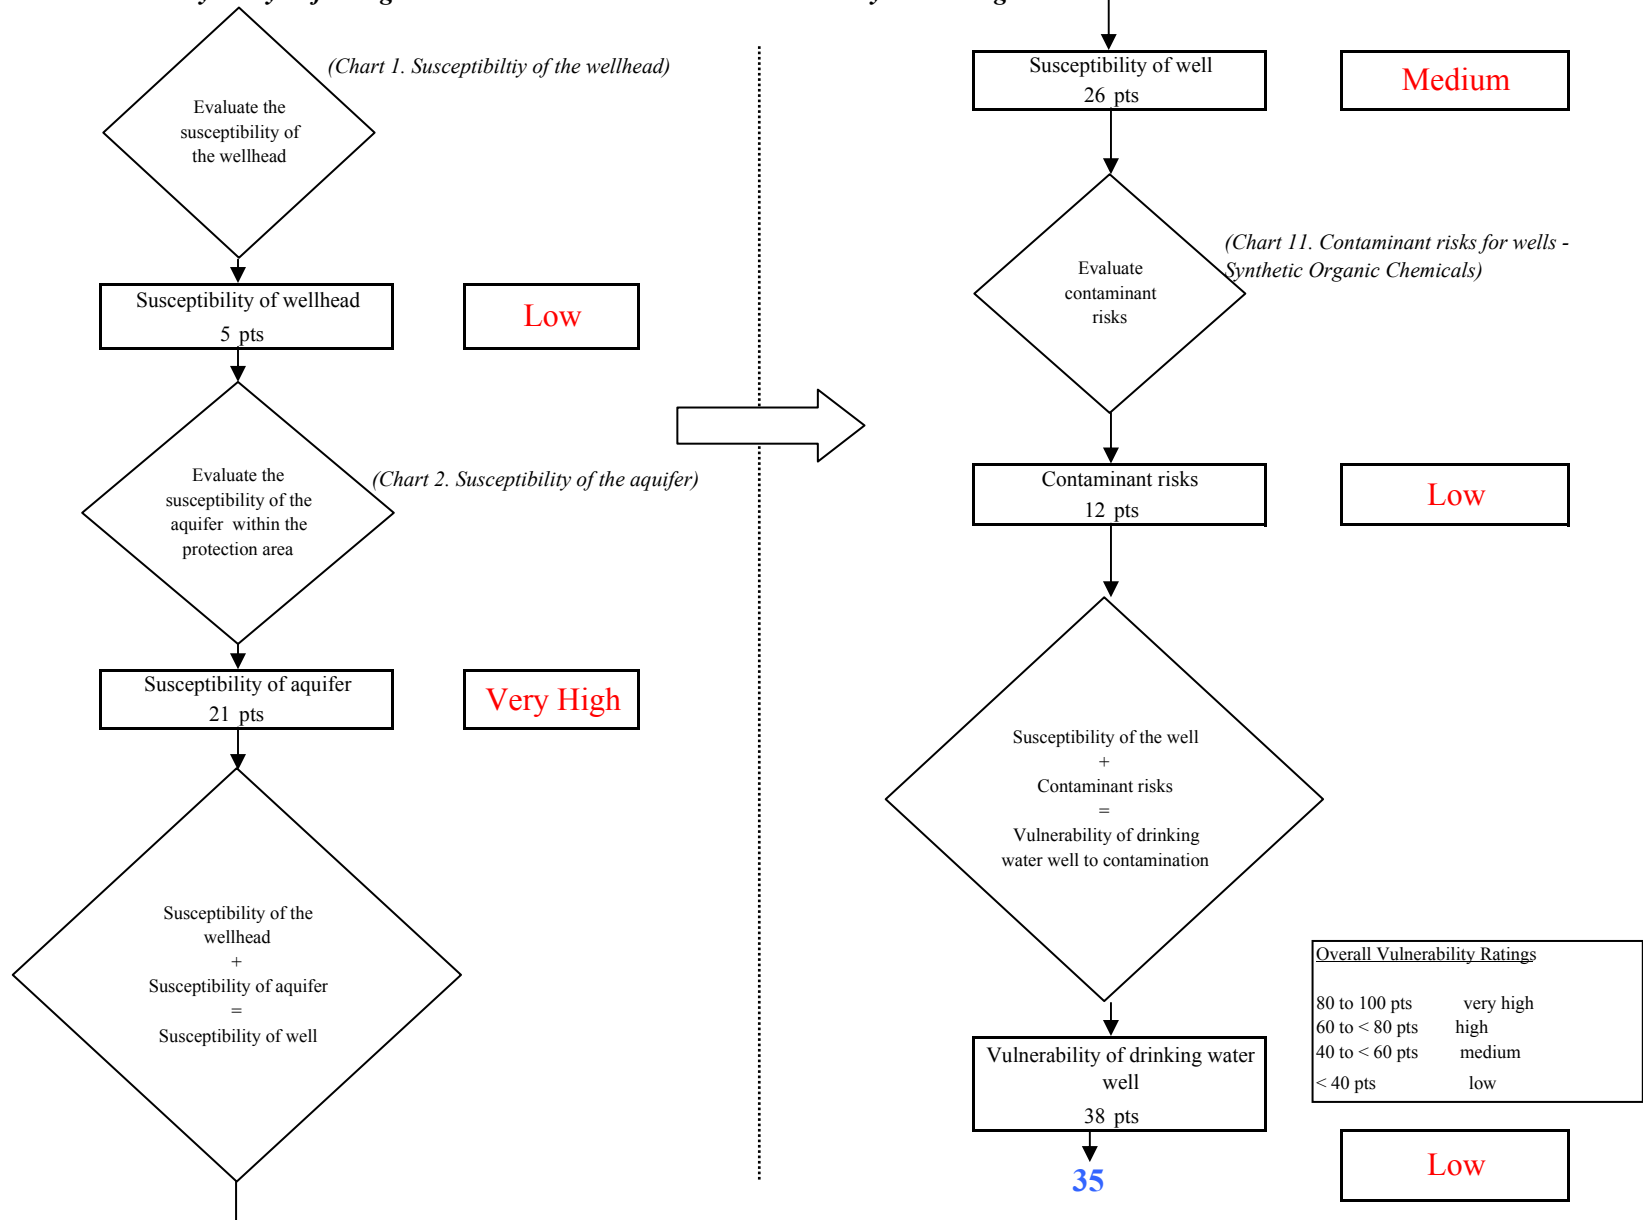 (Chart 1. Susceptibiltiy of the wellhead)
Evaluate the
susceptibility of
the wellhead
Susceptibility of wellhead
5 pts
Low
Evaluate the
susceptibility of the
aquifer within the
protection area
(Chart 2. Susceptibility of the aquifer)
Susceptibility of aquifer
21 pts
Very High
Susceptibility of the
wellhead
+
Susceptibility of aquifer
=
Susceptibility of well
Susceptibility of well
26 pts
Medium
Evaluate
contaminant
risks
(Chart 11. Contaminant risks for wells -
Synthetic Organic Chemicals)
Contaminant risks
12 pts
Low
Susceptibility of the well
+
Contaminant risks
=
Vulnerability of drinking
water well to contamination
Overall Vulnerability Ratings
80 to 100 pts very high
60 to < 80 pts high
40 to < 60 pts medium
< 40 pts low
Vulnerability of drinking water
well
38 pts
35
Low